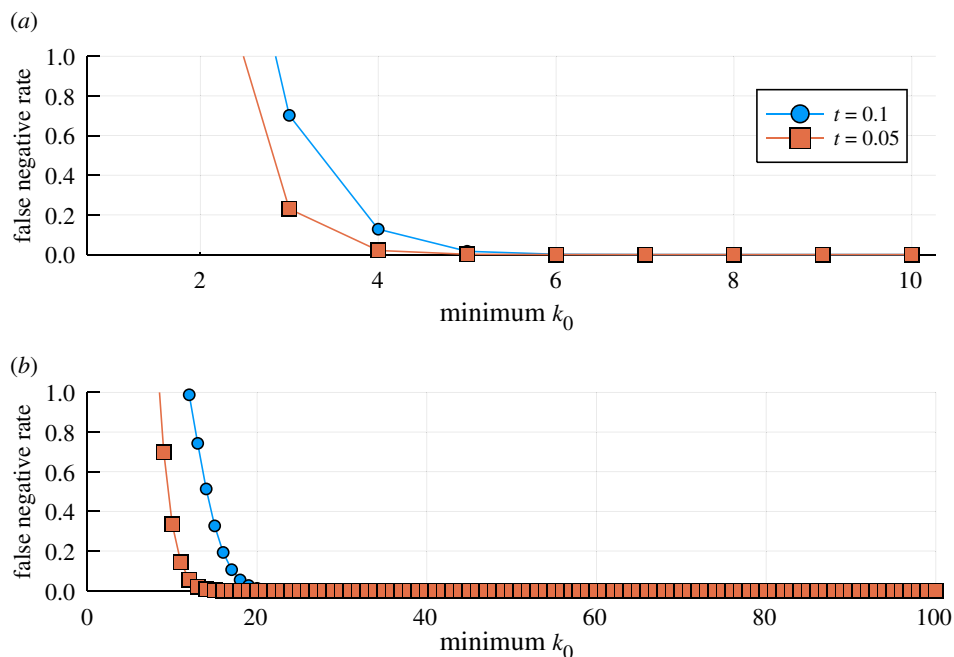 (a)
1.0
0.8
0.6
0.4
0.2
0.0
false negative rate
2 4 6 8 10
minimum k₀
t = 0.1
t = 0.05
(b)
1.0
0.8
0.6
0.4
0.2
0.0
false negative rate
0 20 40 60 80 100
minimum k₀